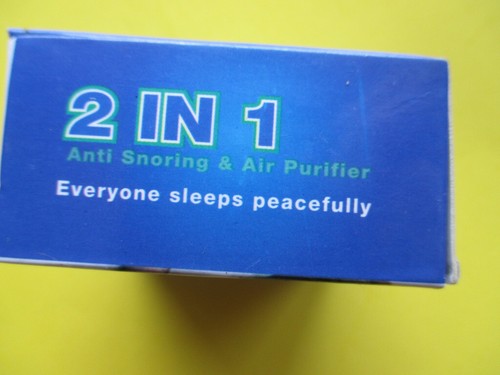 2 IN 1
Anti Snoring & Air Purifier
Everyone sleeps peacefully